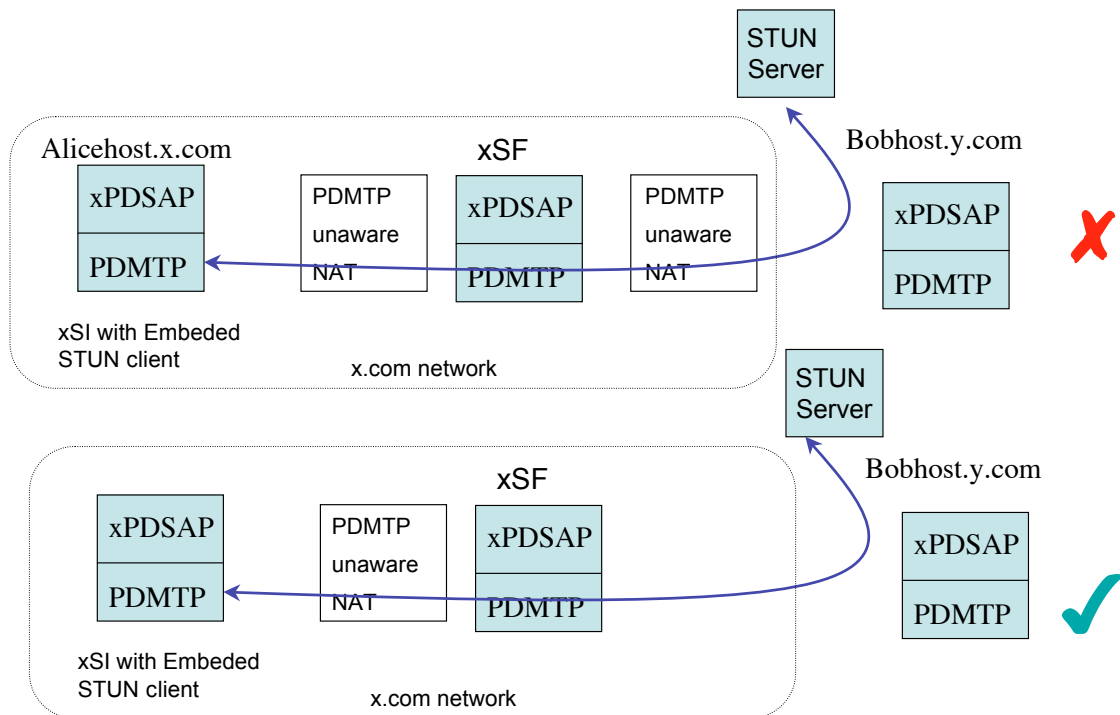 STUN
Server
Alicehost.x.com
xSF
Bobhost.y.com
xPDSAP
PDMTP
PDMTP
unaware
NAT
xPDSAP
PDMTP
PDMTP
unaware
NAT
xPDSAP
PDMTP
xSI with Embeded
STUN client
x.com network
STUN
Server
xSF
Bobhost.y.com
xPDSAP
PDMTP
PDMTP
unaware
NAT
xPDSAP
PDMTP
xPDSAP
PDMTP
xSI with Embeded
STUN client
x.com network